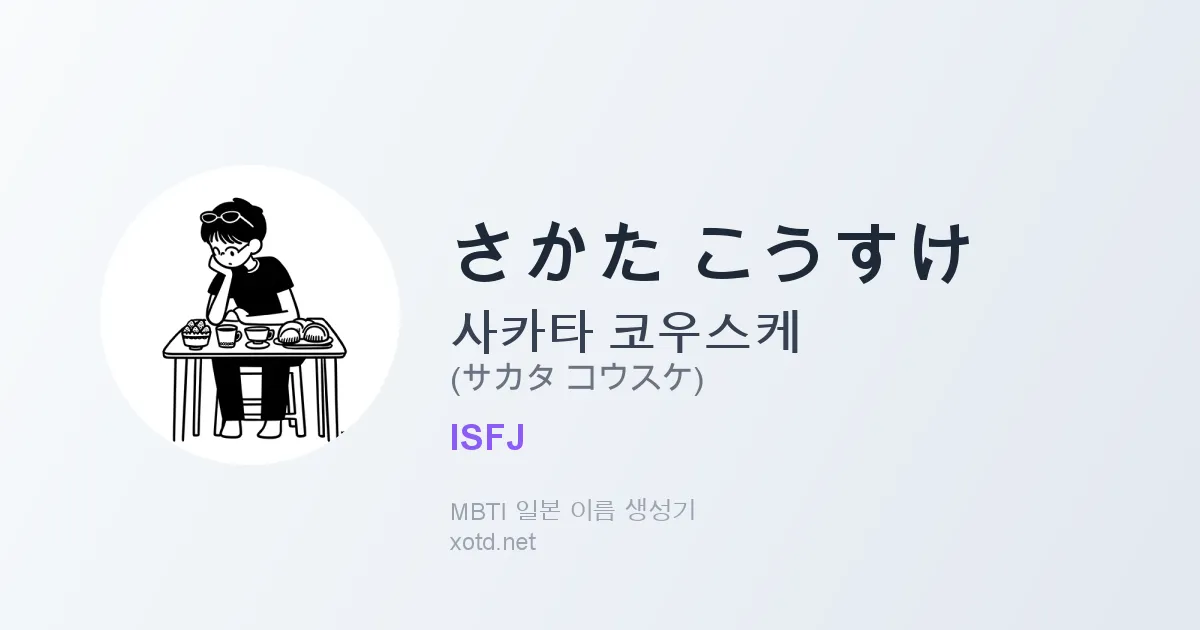 さかた こうすけ
사카타 코우스케
(サカタ コウスケ)
ISFJ
MBTI 일본 이름 생성기
xotd.net